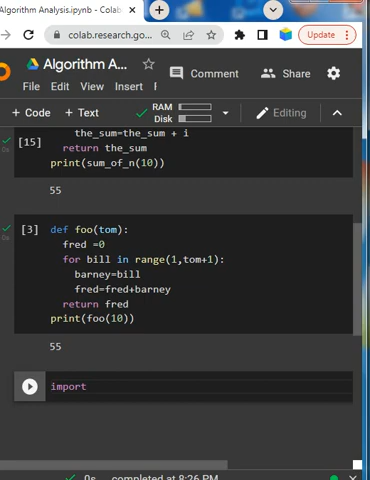 Algorithm Analysis.ipynb - Colab
colab.research.go...
Update
Algorithm A...
Comment
Share
File Edit View Insert
+ Code + Text
RAM
Disk
Editing
the_sum=the_sum + i
[15]
0s
return the_sum
print(sum_of_n(10))
55
[3] def foo(tom):
0s
fred =0
for bill in range(1,tom+1):
barney=bill
fred=fred+barney
return fred
print(foo(10))
55
import
0s completed at 8:26 PM